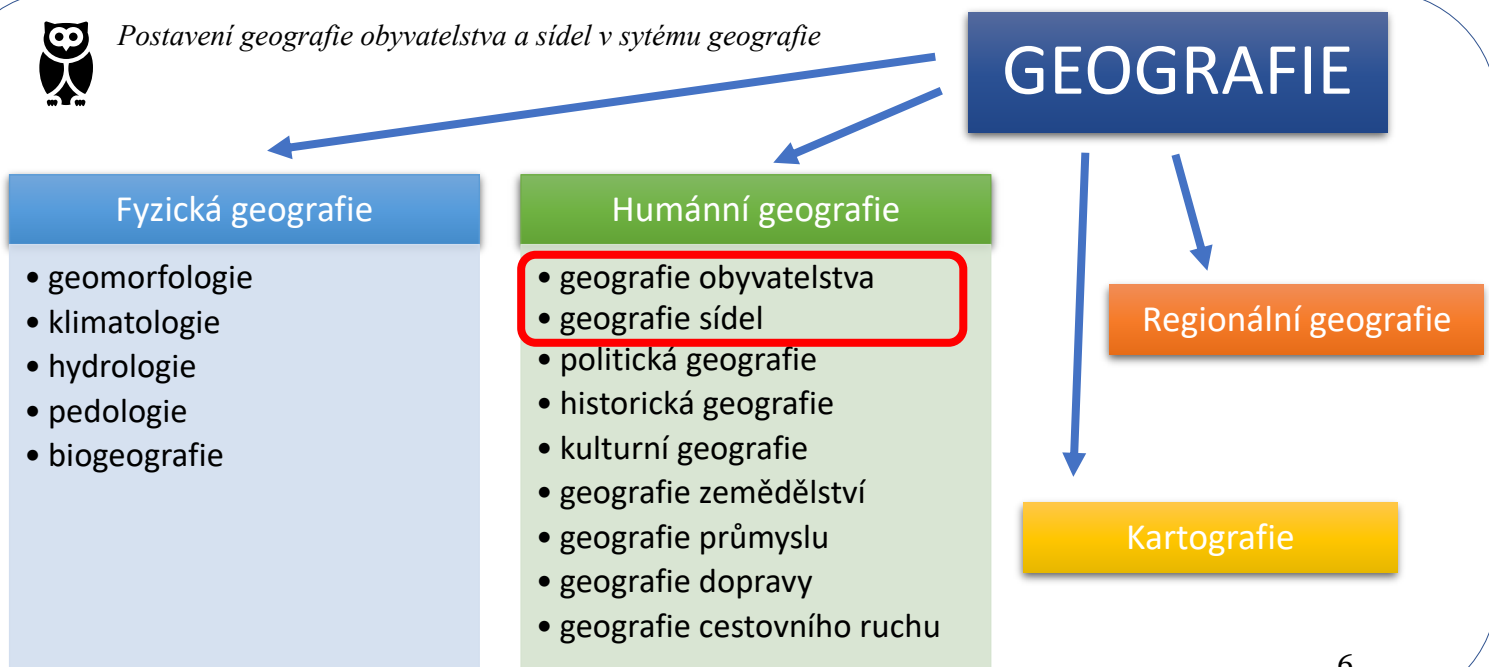 Postavení geografie obyvatelstva a sídel v sytému geografie
GEOGRAFIE
Fyzická geografie
• geomorfologie
• klimatologie
• hydrologie
• pedologie
• biogeografie
Humánní geografie
• geografie obyvatelstva
• geografie sídel
• politická geografie
• historická geografie
• kulturní geografie
• geografie zemědělství
• geografie průmyslu
• geografie dopravy
• geografie cestovního ruchu
Regionální geografie
Kartografie
6